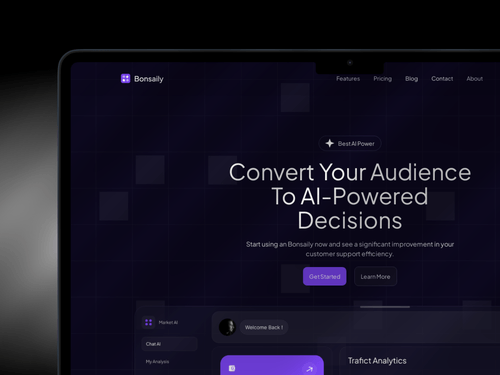 Bonsaily
Features Pricing Blog Contact About
Best AI Power
Convert Your Audience
To AI-Powered
Decisions
Start using an Bonsaily now and see a significant improvement in your
customer support efficiency.
Get Started Learn More
Market AI
Welcome Back !
Chat AI
My Analysis
Trafict Analytics